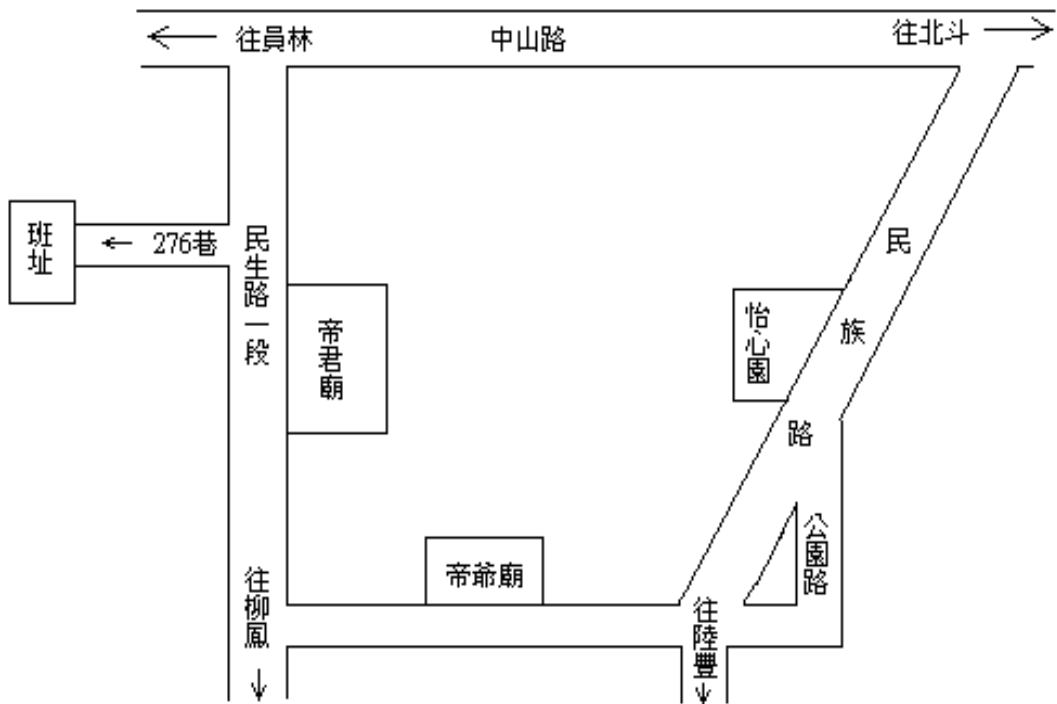 往員林
中山路
往北斗
班址
276巷
民生路一段
帝君廟
怡心園
民族路
公園路
帝爺廟
往柳鳳
往陸豐